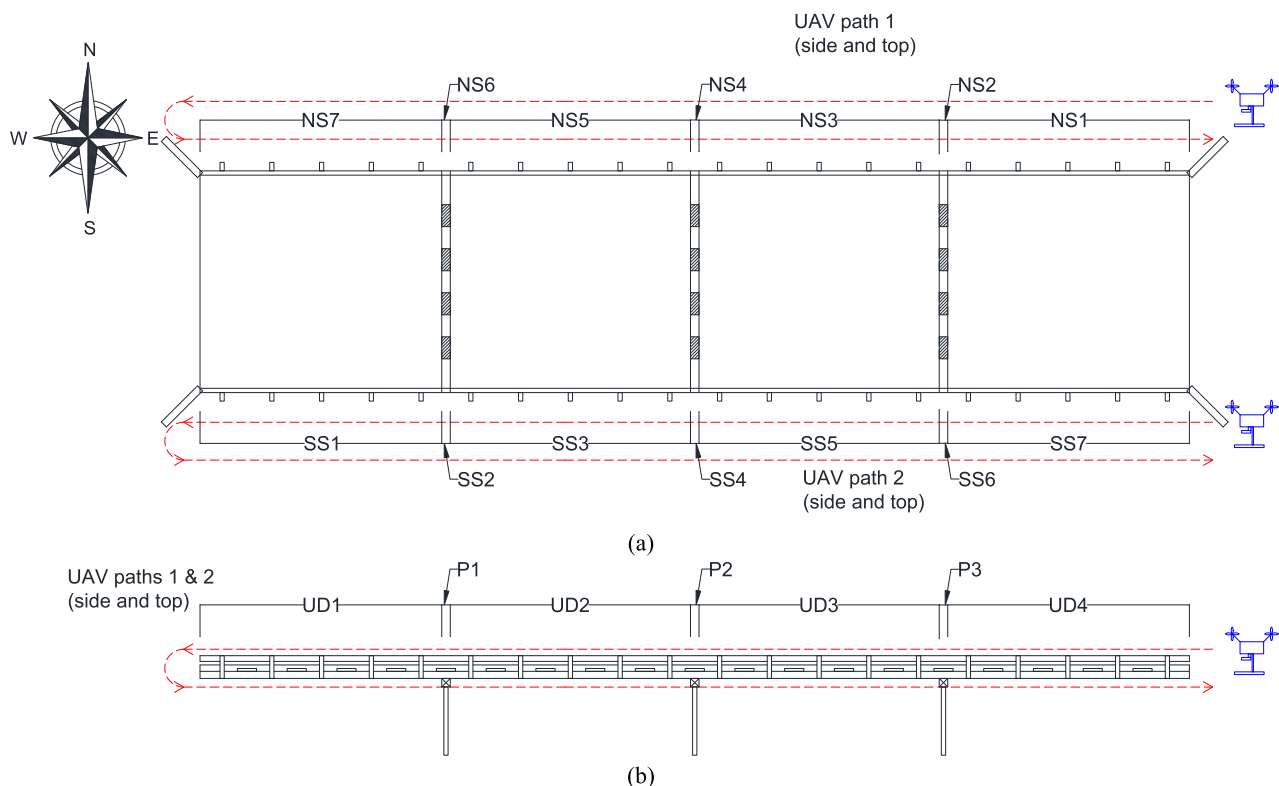 UAV path 1
(side and top)
N
NS6
NS4
NS2
NS7
NS5
NS3
NS1
W
E
S
SS1
SS3
SS5
SS7
SS2
SS4
UAV path 2
SS6
(side and top)
(a)
UAV paths 1 & 2
(side and top)
P1
P2
P3
UD1
UD2
UD3
UD4
(b)